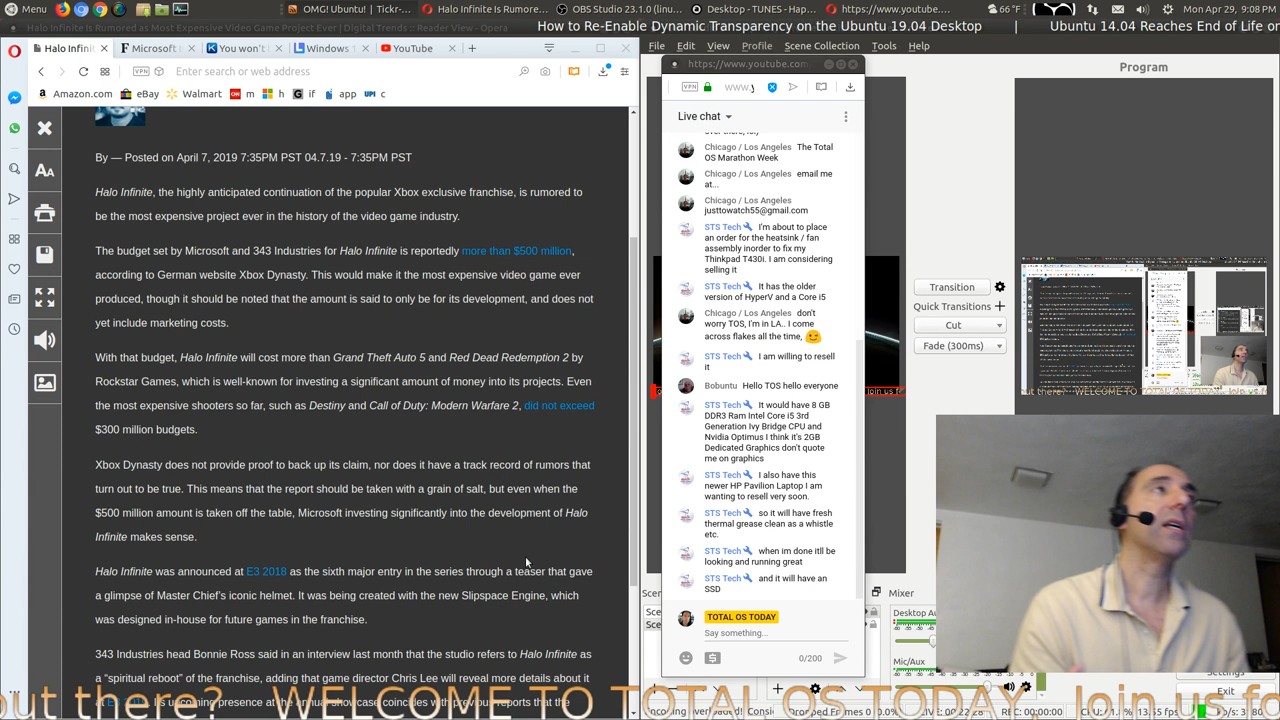 Menu
OMG! Ubuntu! | Tickr-...
Halo Infinite Is Rumore...
OBS Studio 23.1.0 (linu...
Desktop - TUNES - Hap...
https://www.youtube....
66 °F
Mon Apr 29, 9:08 PM
Halo Infinite Is Rumored as Most Expensive Video Game Project Ever | Digital Trends :: Reader View - Opera
How to Re-Enable Dynamic Transparency on the Ubuntu 19.04 Desktop
Ubuntu 14.04 Reaches End of Life or
Halo Infinit
Microsoft
You won't l
Windows 1
YouTube
File Edit View Profile Scene Collection Tools Help
VPN
Enter search or web address
Amazon.com
eBay
Walmart
m
h
if
app
c
By — Posted on April 7, 2019 7:35PM PST 04.7.19 - 7:35PM PST
Halo Infinite, the highly anticipated continuation of the popular Xbox exclusive franchise, is rumored to
be the most expensive project ever in the history of the video game industry.
The budget set by Microsoft and 343 Industries for Halo Infinite is reportedly more than $500 million,
according to German website Xbox Dynasty. This would make it the most expensive video game ever
produced, though it should be noted that the amount is said to only be for its development, and does not
yet include marketing costs.
With that budget, Halo Infinite will cost more than Grand Theft Auto 5 and Red Dead Redemption 2 by
Rockstar Games, which is well-known for investing a significant amount of money into its projects. Even
the most expensive shooters so far, such as Destiny and Call of Duty: Modern Warfare 2, did not exceed
$300 million budgets.
Xbox Dynasty does not provide proof to back up its claim, nor does it have a track record of rumors that
turn out to be true. This means that the report should be taken with a grain of salt, but even when the
$500 million amount is taken off the table, Microsoft investing significantly into the development of Halo
Infinite makes sense.
Halo Infinite was announced at E3 2018 as the sixth major entry in the series through a teaser that gave
a glimpse of Master Chief's iconic helmet. It was being created with the new Slipspace Engine, which
was designed in-house for future games in the franchise.
343 Industries head Bonnie Ross said in an interview last month that the studio refers to Halo Infinite as
a "spiritual reboot" of the franchise, adding that game director Chris Lee will reveal more details about it
https://www.youtube.com
VPN
www.y
Live chat
over there, lol)
Chicago / Los Angeles The Total
OS Marathon Week
Chicago / Los Angeles email me
at...
Chicago / Los Angeles
justtowatch55@gmail.com
STS Tech I'm about to place
an order for the heatsink / fan
assembly inorder to fix my
Thinkpad T430i. I am considering
selling it
STS Tech It has the older
version of HyperV and a Core i5
Chicago / Los Angeles don't
worry TOS, I'm in LA.. I come
across flakes all the time,
STS Tech I am willing to resell
it
Bobuntu Hello TOS hello everyone
STS Tech It would have 8 GB
DDR3 Ram Intel Core i5 3rd
Generation Ivy Bridge CPU and
Nvidia Optimus I think it's 2GB
Dedicated Graphics don't quote
me on graphics
STS Tech I also have this
newer HP Pavilion Laptop I am
wanting to resell very soon.
STS Tech so it will have fresh
thermal grease clean as a whistle
etc.
STS Tech when im done itll be
looking and running great
STS Tech and it will have an
SSD
TOTAL OS TODAY
Say something...
0/200
Program
Transition
Quick Transitions
Cut
Fade (300ms)
Mixer
Desktop Au
Mic/Aux
Exit
out there? WELCOME TO TOTAL OS TODAY Join us f